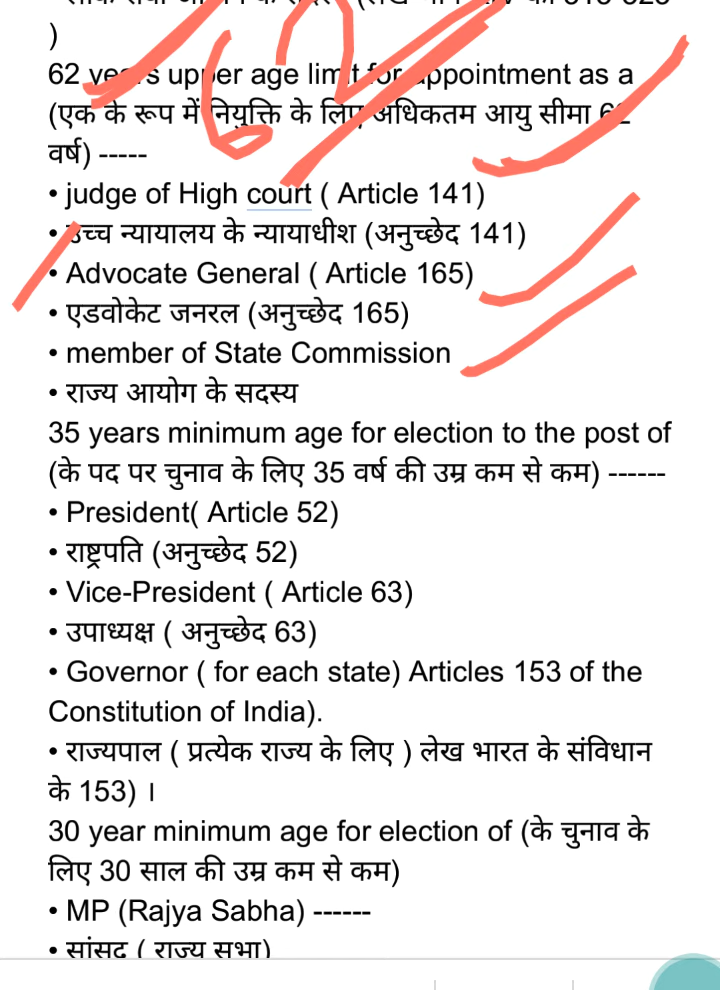 )
62 years upper age limit for appointment as a
(एक के रूप में नियुक्ति के लिए अधिकतम आयु सीमा 62
वर्ष) -----
• judge of High court ( Article 141)
• उच्च न्यायालय के न्यायाधीश (अनुच्छेद 141)
• Advocate General ( Article 165)
• एडवोकेट जनरल (अनुच्छेद 165)
• member of State Commission
• राज्य आयोग के सदस्य
35 years minimum age for election to the post of
(के पद पर चुनाव के लिए 35 वर्ष की उम्र कम से कम) ------
• President( Article 52)
• राष्ट्रपति (अनुच्छेद 52)
• Vice-President ( Article 63)
• उपाध्यक्ष ( अनुच्छेद 63)
• Governor ( for each state) Articles 153 of the
Constitution of India).
• राज्यपाल ( प्रत्येक राज्य के लिए ) लेख भारत के संविधान
के 153) ।
30 year minimum age for election of (के चुनाव के
लिए 30 साल की उम्र कम से कम)
• MP (Rajya Sabha) ------
• सांसद ( राज्य सभा)
62